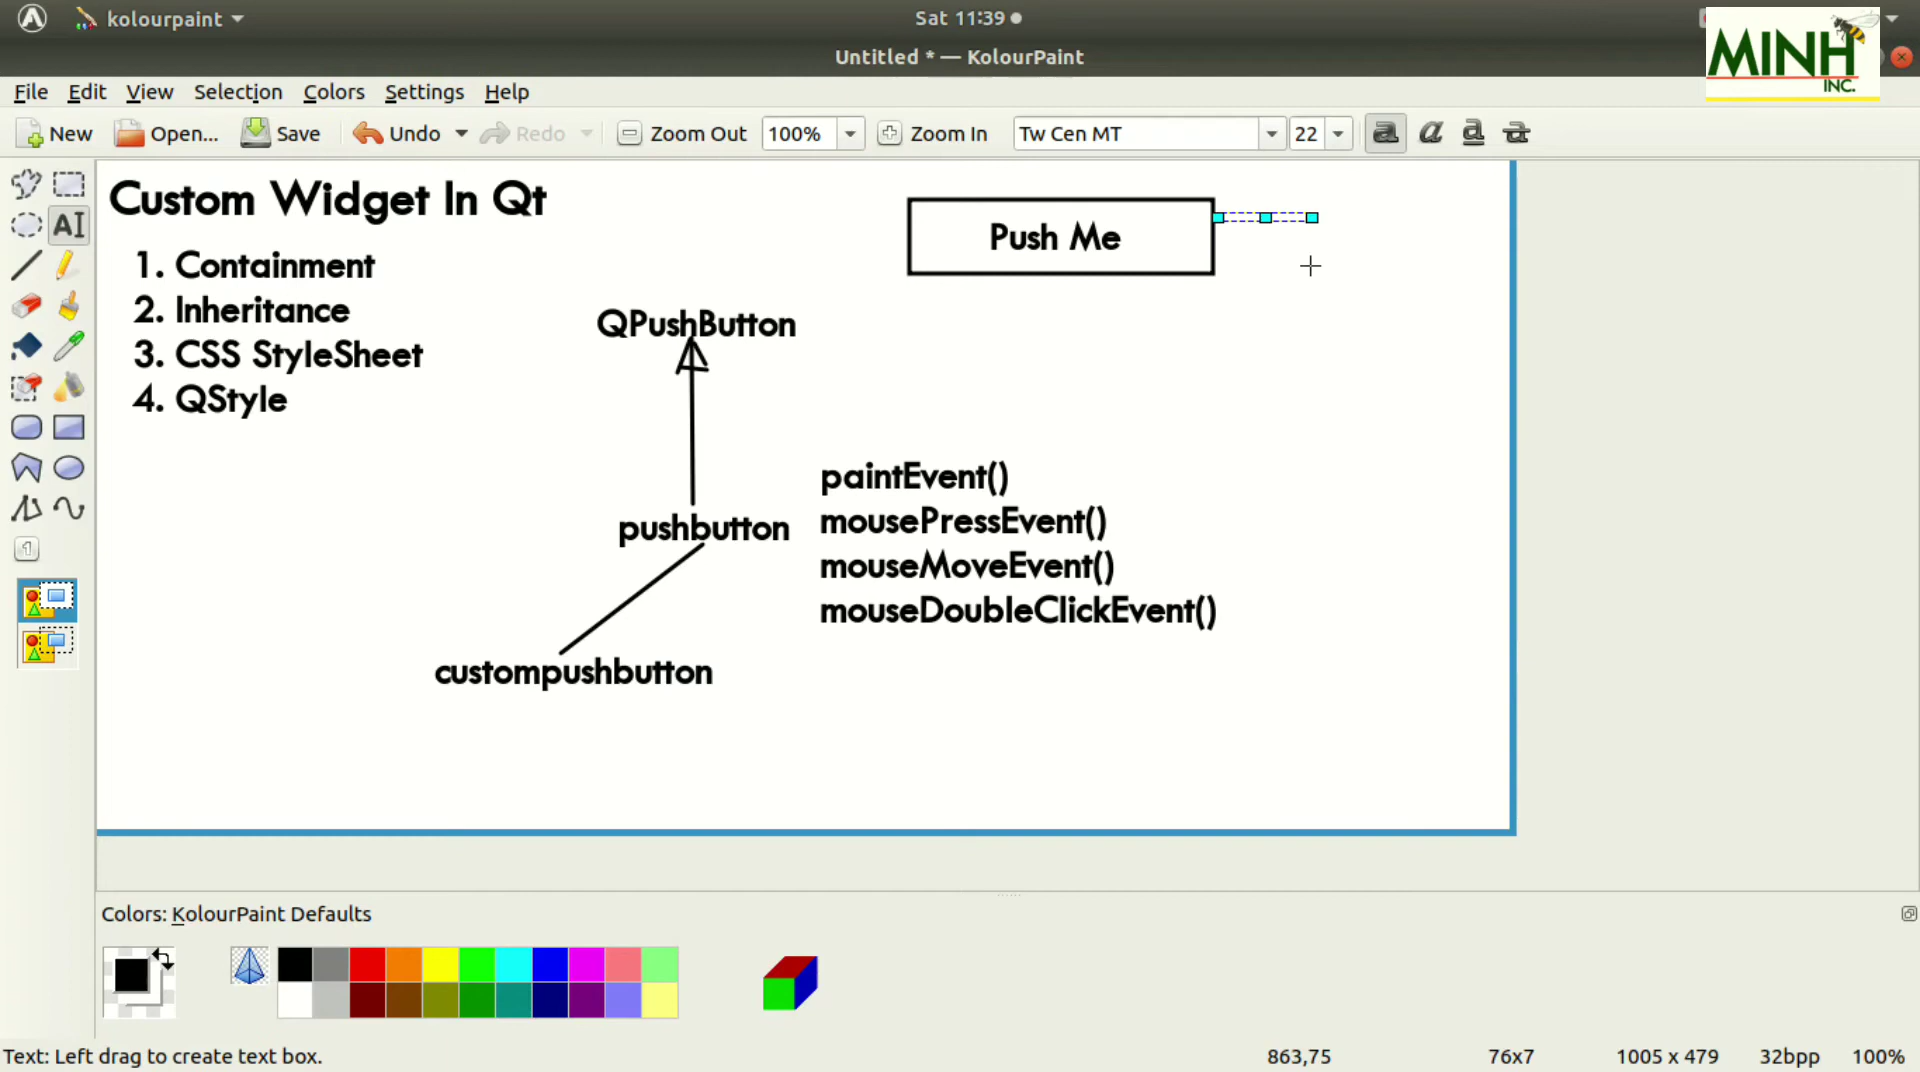 kolourpaint
Sat 11:39
Untitled * — KolourPaint
MINH
INC.
File Edit View Selection Colors Settings Help
New Open... Save Undo Redo Zoom Out 100% Zoom In Tw Cen MT 22 a a a a
Custom Widget In Qt
Push Me
1. Containment
2. Inheritance
3. CSS StyleSheet
4. QStyle
QPushButton
paintEvent()
mousePressEvent()
pushbutton
mouseMoveEvent()
mouseDoubleClickEvent()
custompushbutton
AI
1
Colors: KolourPaint Defaults
Text: Left drag to create text box. 863,75 76x7 1005 x 479 32bpp 100%